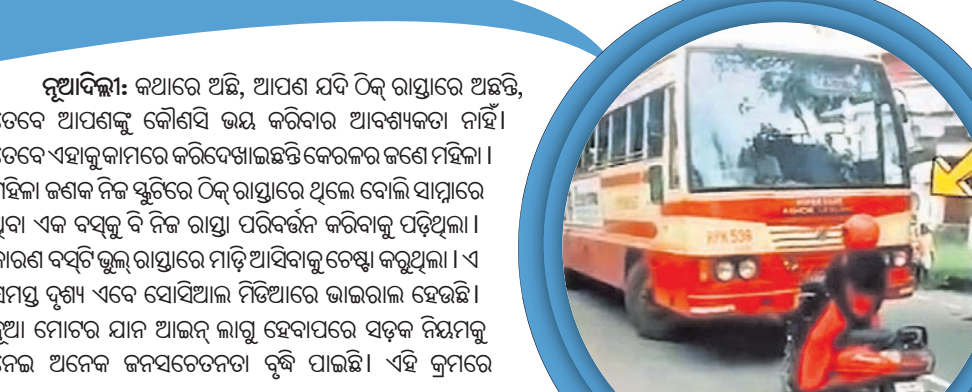 ନୂଆଦିଲ୍ଲୀ: କଥାରେ ଅଛି, ଆପଣ ଯଦି ଠିକ୍ ରାସ୍ତାରେ ଅଛନ୍ତି,
ତେବେ ଆପଣଙ୍କୁ କୌଣସି ଭୟ କରିବାର ଆବଶ୍ୟକତା ନାହିଁ।
ତେବେ ଏହାକୁ କାମରେ କରିଦେଖାଇଛନ୍ତି କେରଳର ଜଣେ ମହିଳା।
ମହିଳା ଜଣକ ନିଜ ସ୍କୁଟିରେ ଠିକ୍ ରାସ୍ତାରେ ଥିଲେ ବୋଲି ସାମ୍ନାରେ
ଥିବା ଏକ ବସ୍‌କୁ ବି ନିଜ ରାସ୍ତା ପରିବର୍ତ୍ତନ କରିବାକୁ ପଡ଼ିଥିଲା।
କାରଣ ବସ୍‌ଟି ଭୁଲ୍ ରାସ୍ତାରେ ମାଡ଼ି ଆସିବାକୁ ଚେଷ୍ଟା କରୁଥିଲା। ଏ
ସମସ୍ତ ଦୃଶ୍ୟ ଏବେ ସୋସିଆଲ ମିଡିଆରେ ଭାଇରାଲ ହେଉଛି।
ନୂଆ ମୋଟର ଯାନ ଆଇନ୍ ଲାଗୁ ହେବାପରେ ସଡ଼କ ନିୟମକୁ
ନେଇ ଅନେକ ଜନସଚେତନତା ବୃଦ୍ଧି ପାଇଛି। ଏହି କ୍ରମରେ
ASHOK LEYLAND